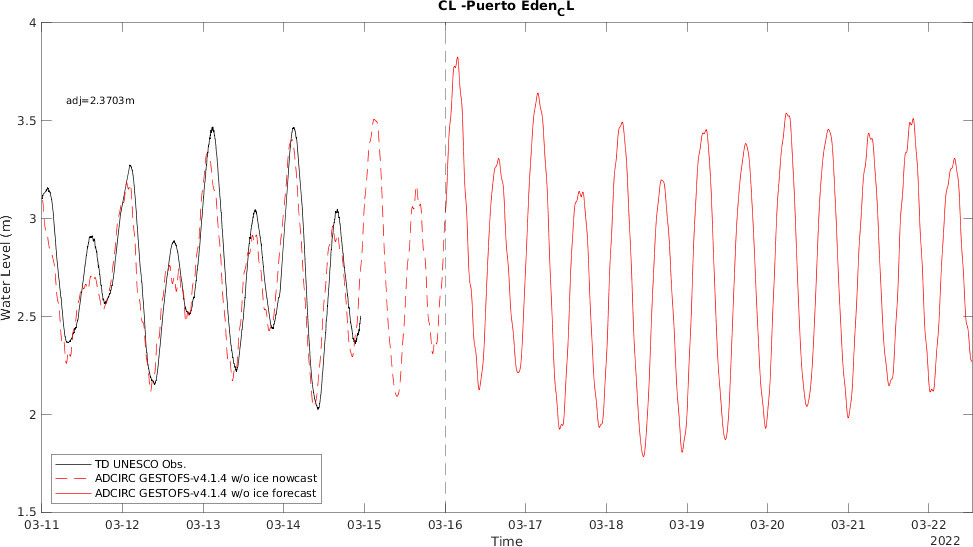 CL -Puerto Eden_CL
4
adj=2.3703m
3.5
3
2.5
2
1.5
Water Level (m)
TD UNESCO Obs.
ADCIRC GESTOFS-v4.1.4 w/o ice nowcast
ADCIRC GESTOFS-v4.1.4 w/o ice forecast
03-11 03-12 03-13 03-14 03-15 03-16 03-17 03-18 03-19 03-20 03-21 03-22
Time
2022